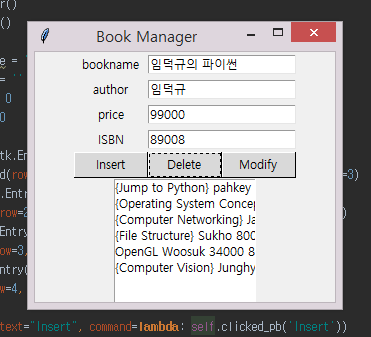 r()
()
e =
= ``
0
0
Book Manager
bookname 임덕규의 파이썬
author 임덕규
price 99000
ISBN 89008
Insert Delete Modify
{Jump to Python} pahkey
{Operating System Concep
{Computer Networking} Ja
{File Structure} Sukho 800
OpenGL Woosuk 34000 8
{Computer Vision} Junghy
tk.En
d(row =3)
.Entr
row=2, )
Entry
row=3,
ntry(
row=4,
text="Insert", command=lambda: self.clicked_pb('Insert'))